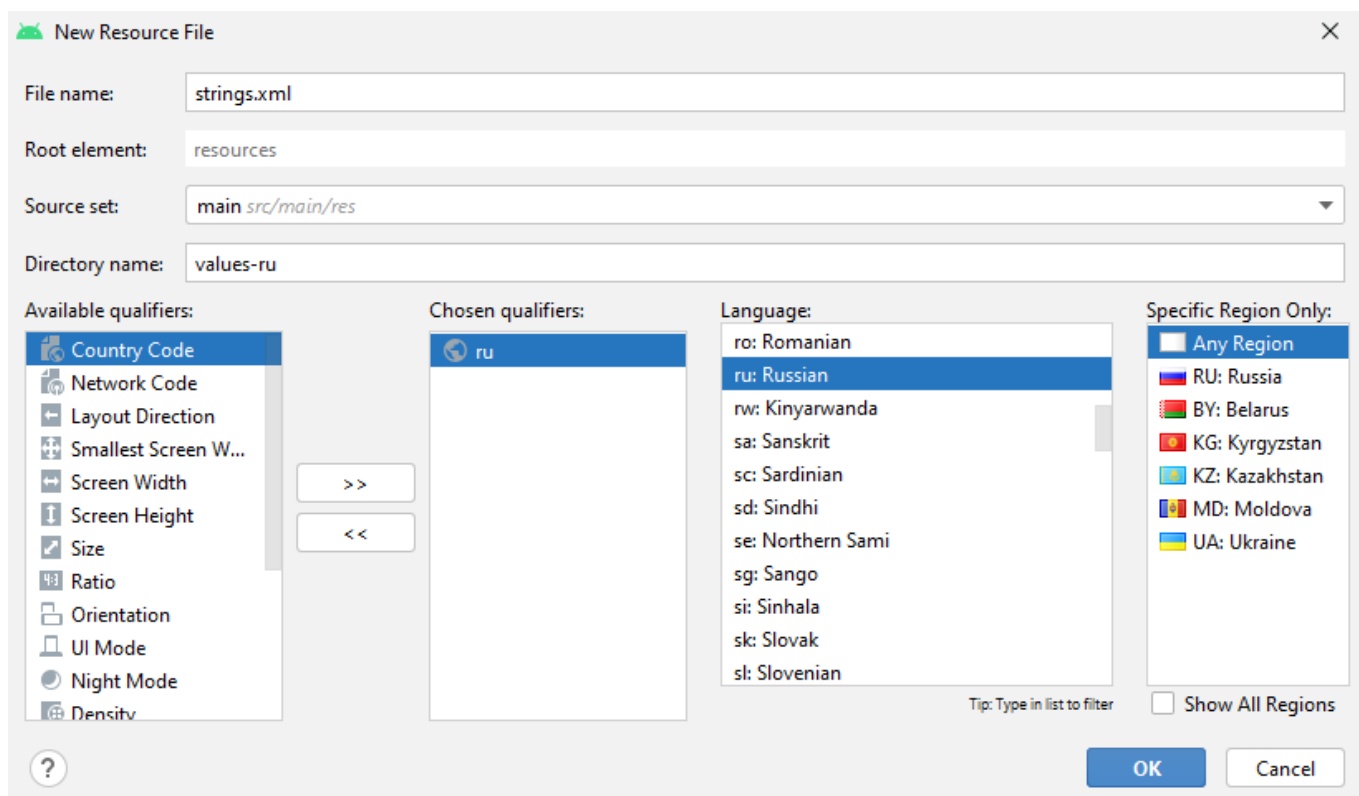 New Resource File
File name: strings.xml
Root element: resources
Source set: main src/main/res
Directory name: values-ru
Available qualifiers:
Country Code
Network Code
Layout Direction
Smallest Screen W...
Screen Width
Screen Height
Size
Ratio
Orientation
UI Mode
Night Mode
Density
>>
<<
Chosen qualifiers:
ru
Language:
ro: Romanian
ru: Russian
rw: Kinyarwanda
sa: Sanskrit
sc: Sardinian
sd: Sindhi
se: Northern Sami
sg: Sango
si: Sinhala
sk: Slovak
sl: Slovenian
Tip: Type in list to filter
Specific Region Only:
Any Region
RU: Russia
BY: Belarus
KG: Kyrgyzstan
KZ: Kazakhstan
MD: Moldova
UA: Ukraine
Show All Regions
?
OK
Cancel